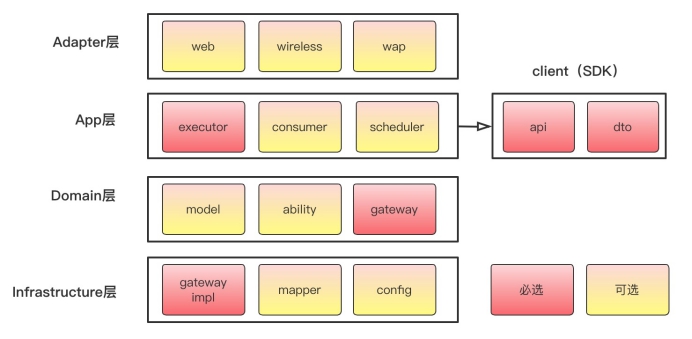 Adapter层
web
wireless
wap
client（SDK）
App层
executor
consumer
scheduler
api
dto
Domain层
model
ability
gateway
Infrastructure层
gateway
impl
mapper
config
必选
可选